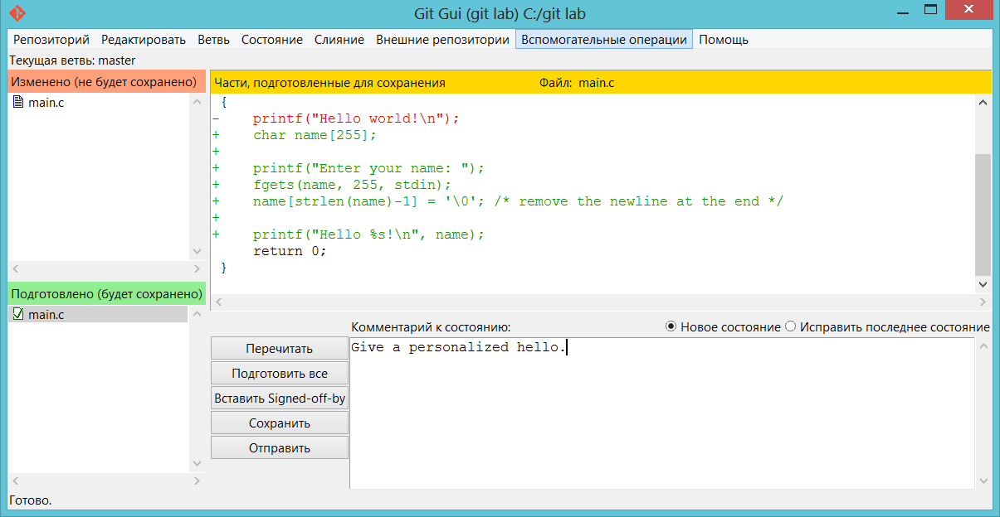 Git Gui (git lab) C:/git lab
Репозиторий Редактировать Ветвь Состояние Слияние Внешние репозитории Вспомогательные операции Помощь
Текущая ветвь: master
Изменено (не будет сохранено)
main.c
Части, подготовленные для сохранения Файл: main.c
{
- printf("Hello world!\n");
+ char name[255];
+
+ printf("Enter your name: ");
+ fgets(name, 255, stdin);
+ name[strlen(name)-1] = '\0'; /* remove the newline at the end */
+
+ printf("Hello %s!\n", name);
return 0;
}
Подготовлено (будет сохранено)
main.c
Комментарий к состоянию: Новое состояние Исправить последнее состояние
Give a personalized hello.
Перечитать
Подготовить все
Вставить Signed-off-by
Сохранить
Отправить
Готово.